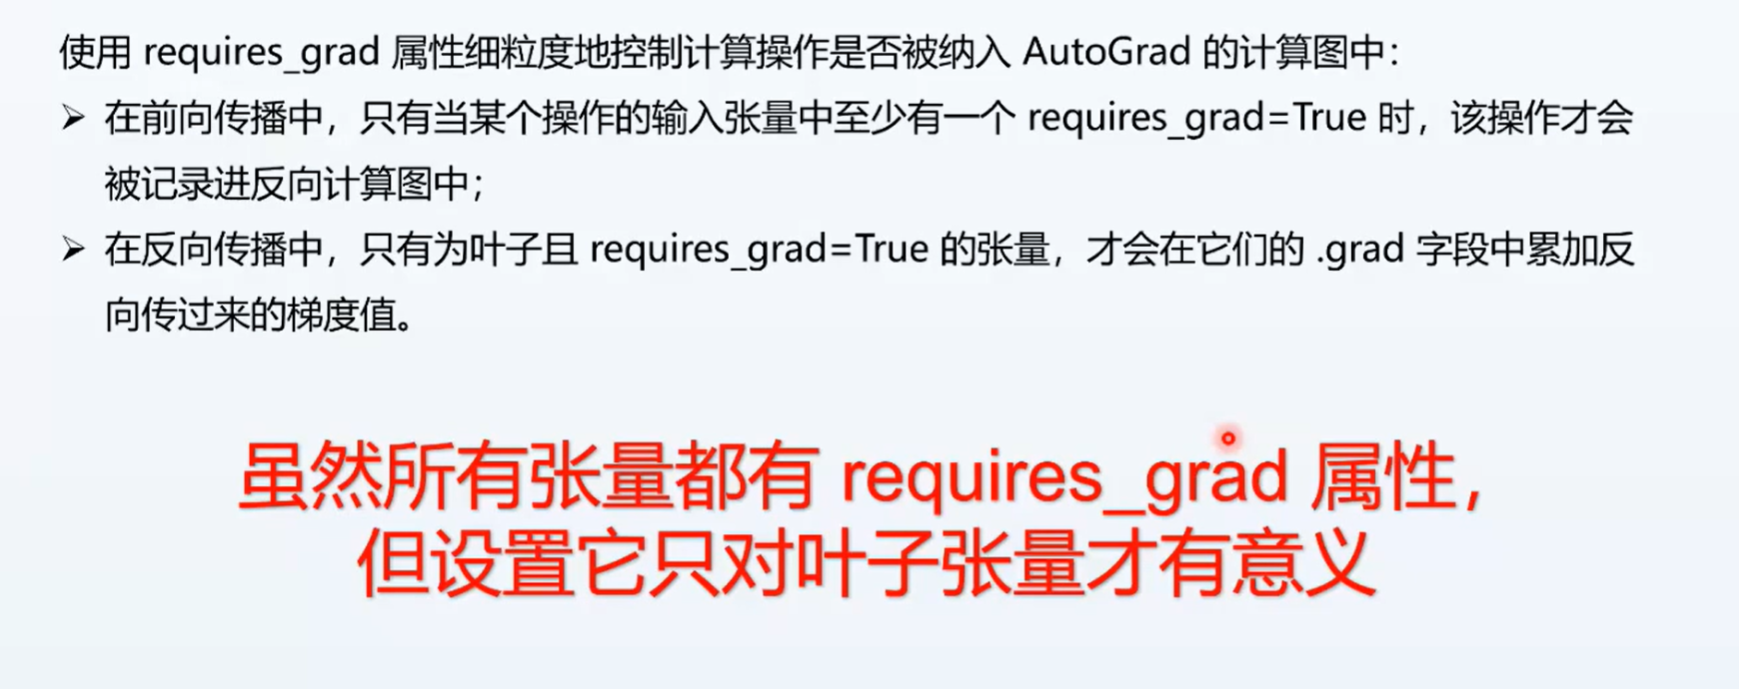 使用 requires_grad 属性细粒度地控制计算操作是否被纳入 AutoGrad 的计算图中：
➢ 在前向传播中，只有当某个操作的输入张量中至少有一个 requires_grad=True 时，该操作才会
被记录进反向计算图中；
➢ 在反向传播中，只有为叶子且 requires_grad=True 的张量，才会在它们的 .grad 字段中累加反
向传过来的梯度值。
虽然所有张量都有 requires_grad 属性，
但设置它只对叶子张量才有意义